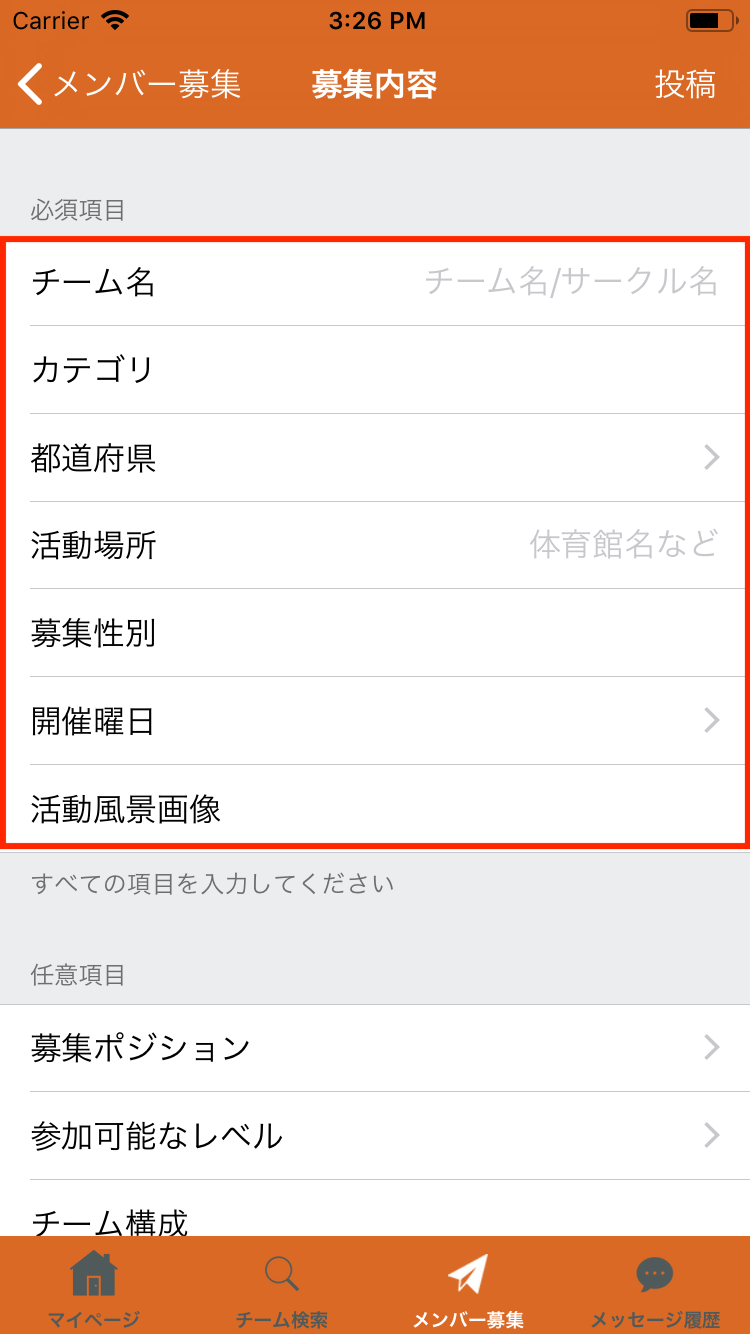 Carrier 3:26 PM
メンバー募集 募集内容 投稿
必須項目
チーム名 チーム名/サークル名
カテゴリ
都道府県
活動場所 体育館名など
募集性別
開催曜日
活動風景画像
すべての項目を入力してください
任意項目
募集ポジション
参加可能なレベル
チーム構成
マイページ チーム検索 メンバー募集 メッセージ履歴